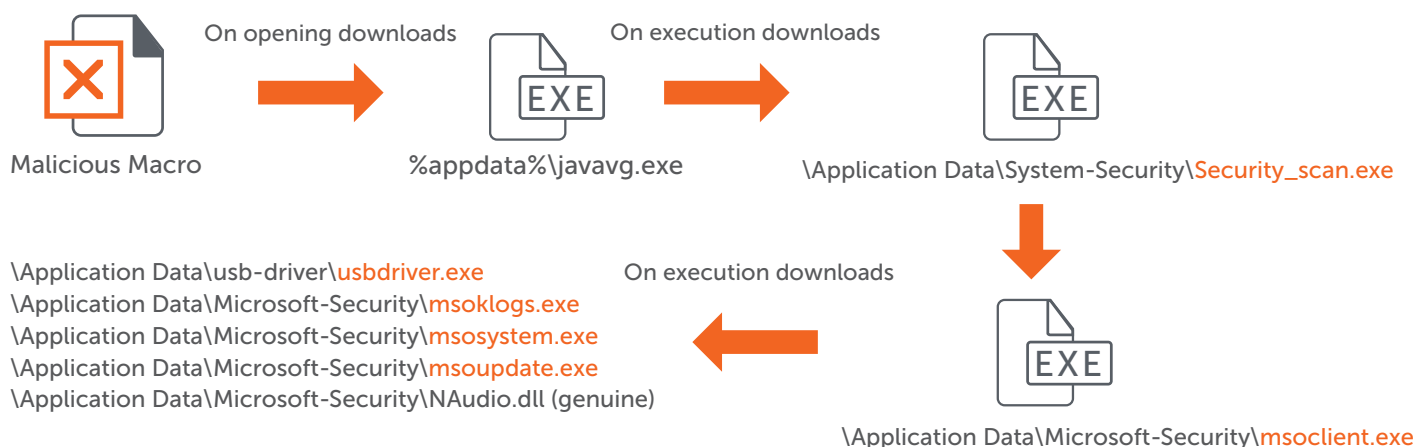 On opening downloads
On execution downloads
EXE
EXE
Malicious Macro
%appdata%\javavg.exe
\Application Data\System-Security\Security_scan.exe
\Application Data\usb-driver\usbdriver.exe
\Application Data\Microsoft-Security\msoklogs.exe
\Application Data\Microsoft-Security\msosystem.exe
\Application Data\Microsoft-Security\msoupdate.exe
\Application Data\Microsoft-Security\NAudio.dll (genuine)
On execution downloads
EXE
\Application Data\Microsoft-Security\msoclient.exe